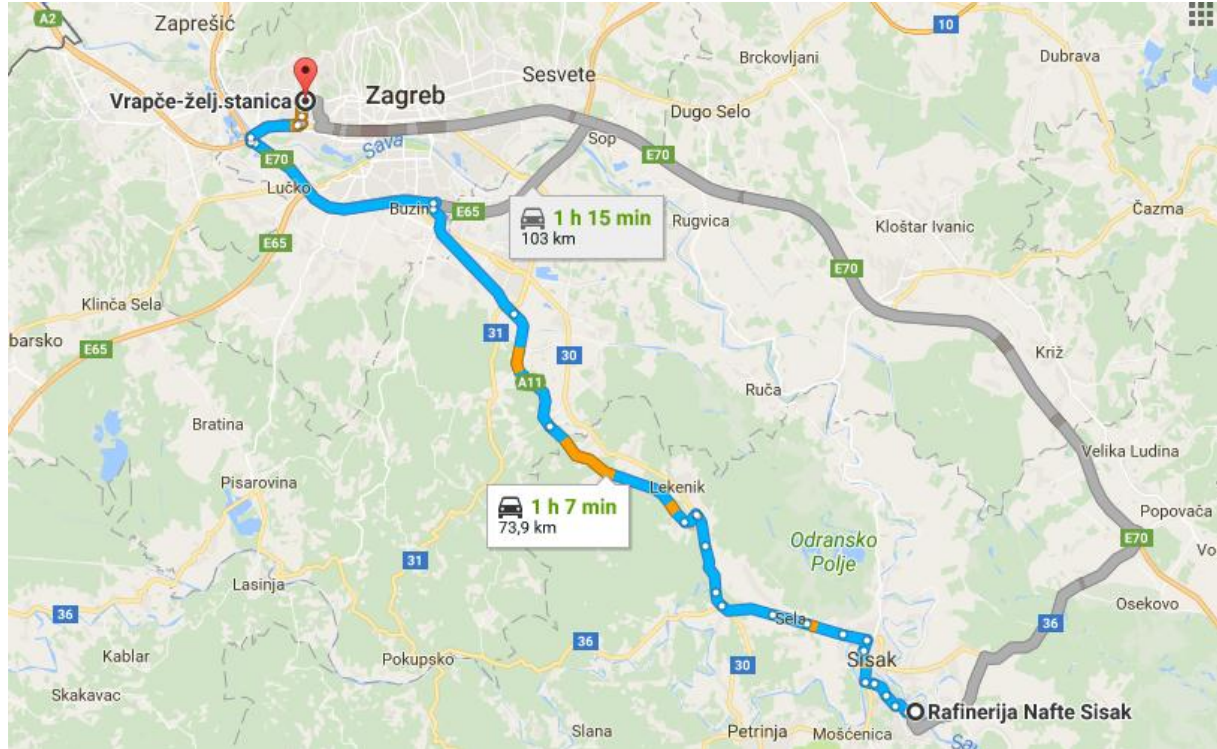 A2
Zaprešić
10
Brckovljani
Dubrava
Sesvete
Vrapče-želj.stanica
Zagreb
Dugo Selo
Sava
Sop
E70
E70
Lučko
Buzin
E65
1 h 15 min
103 km
Rugvica
Čazma
Kloštar Ivanic
E65
E70
Klinča Sela
31
30
barsko
E65
Križ
A11
Ruča
Bratina
Velika Ludina
Pisarovina
Lekenik
1 h 7 min
73,9 km
Popovača
Odransko
Polje
E70
Vo
31
Lasinja
Osekovo
36
Sela
36
36
Kablar
Pokupsko
30
Sisak
Skakavac
Rafinerija Nafte Sisak
Slana
Petrinja
Mošćenica
Sav